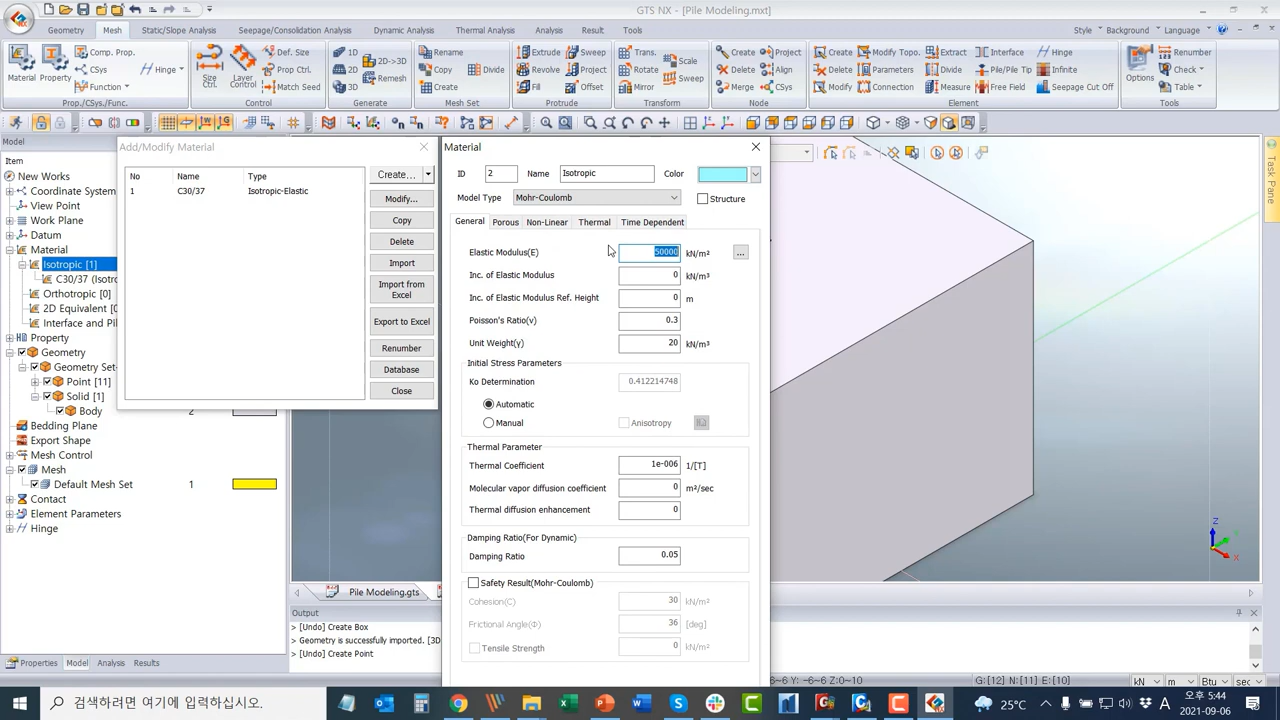 GTS NX - [Pile Modeling.mxt]
Geometry Mesh Static/Slope Analysis Seepage/Consolidation Analysis Dynamic Analysis Thermal Analysis Analysis Result Tools Style Background Language
Material Property Comp. Prop. CSys Function Hinge
Size Ctrl. Layer Control Def. Size Prop Ctrl. Match Seed
1D 2D 3D 2D->3D Remesh
Rename Copy Create Divide
Extrude Revolve Fill Sweep Project Offset
Trans. Rotate Mirror Scale Sweep
Create Delete Merge Project Align CSys
Create Delete Modify Modify Topo. Parameters Connection Extract Divide Measure Interface Pile/Pile Tip Free Field Hinge Infinite Seepage Cut Off
Options Renumber Check Table
Prop./CSys./Func. Control Generate Mesh Set Protrude Transform Node Element Tools
Model
Item
New Works
Coordinate System
View Point
Work Plane
Datum
Material
Isotropic [1]
C30/37 (Isotro
Orthotropic [0]
2D Equivalent [0
Interface and Pil
Property
Geometry
Geometry Set
Point [11]
Solid [1]
Body 2
Bedding Plane
Export Shape
Mesh Control
Mesh
Default Mesh Set 1
Contact
Element Parameters
Hinge
Properties Model Analysis Results
Add/Modify Material
No Name Type
1 C30/37 Isotropic-Elastic
Create...
Modify...
Copy
Delete
Import
Import from Excel
Export to Excel
Renumber
Database
Close
Material
ID 2 Name Isotropic Color
Model Type Mohr-Coulomb Structure
General Porous Non-Linear Thermal Time Dependent
Elastic Modulus(E) 50000 kN/m² ...
Inc. of Elastic Modulus 0 kN/m³
Inc. of Elastic Modulus Ref. Height 0 m
Poisson's Ratio(ν) 0.3
Unit Weight(γ) 20 kN/m³
Initial Stress Parameters
Ko Determination 0.412214748
Automatic
Manual Anisotropy
Thermal Parameter
Thermal Coefficient 1e-006 1/[T]
Molecular vapor diffusion coefficient 0 m²/sec
Thermal diffusion enhancement 0
Damping Ratio(For Dynamic)
Damping Ratio 0.05
Safety Result(Mohr-Coulomb)
Cohesion(C) 30 kN/m²
Frictional Angle(Φ) 36 [deg]
Tensile Strength 0 kN/m²
Pile Modeling.gts
Output
> [Undo] Create Box
> Geometry is successfully imported. [3D
> [Undo] Create Point
Z Y X
~6~6, Z:0~10 G:[12] N:[11] E:[10] kN m Btu
검색하려면 여기에 입력하십시오.
25℃
오후 5:44
2021-09-06
Task Pane